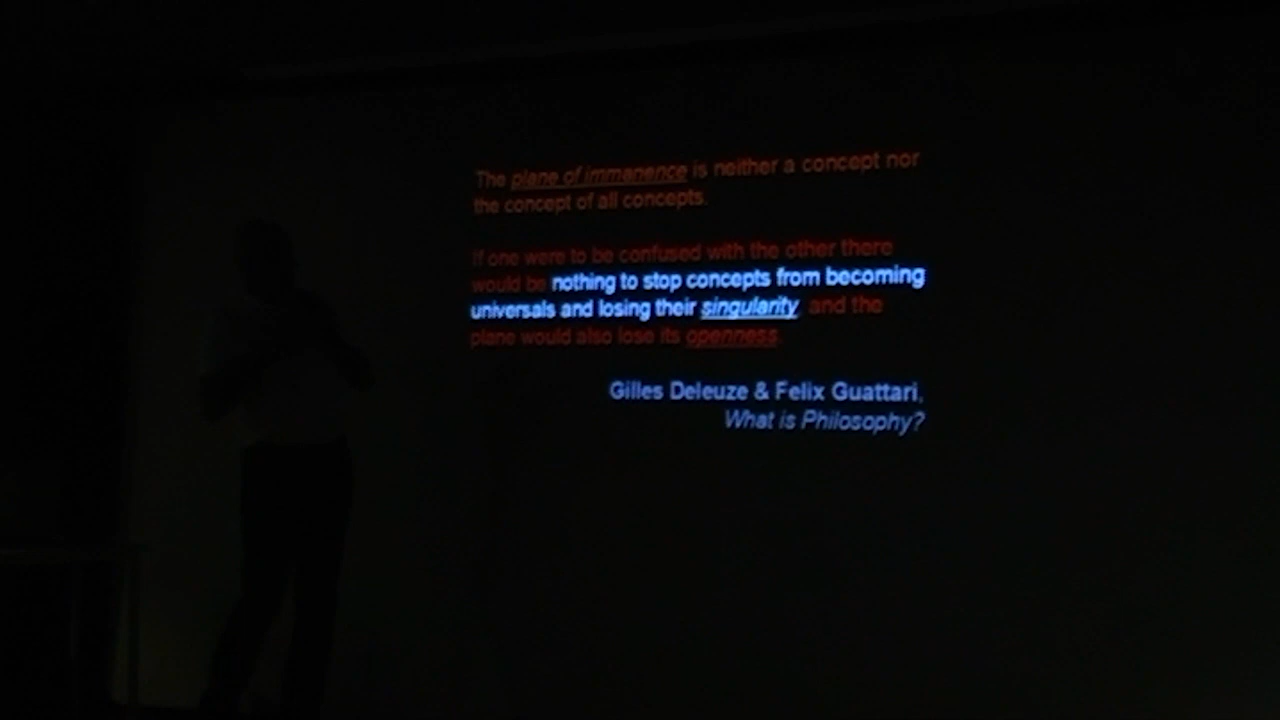 The plane of immanence is neither a concept nor
the concept of all concepts.
If one were to be confused with the other there
would be nothing to stop concepts from becoming
universals and losing their singularity, and the
plane would also lose its openness.
Gilles Deleuze & Felix Guattari,
What is Philosophy?